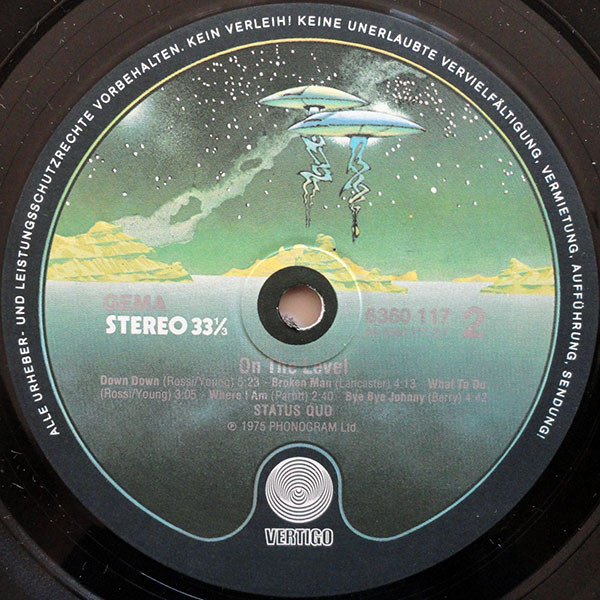 ALLE URHEBER- UND LEISTUNGSSCHUTZRECHTE VORBEHALTEN. KEIN VERLEIH! KEINE UNERLAUBTE VERVIELFÄLTIGUNG, VERMIETUNG, AUFFÜHRUNG, SENDUNG!
GEMA
STEREO 33⅓
6360 117 2
On The Level
Down Down (Rossi/Young) 5:23 - Broken Man (Lancaster) 4:13 What To Do
(Rossi/Young) 3:05 Where I Am (Parfitt) 2:40 Bye Bye Johnny (Berry) 4:42
STATUS QUO
℗ 1975 PHONOGRAM Ltd.
VERTIGO